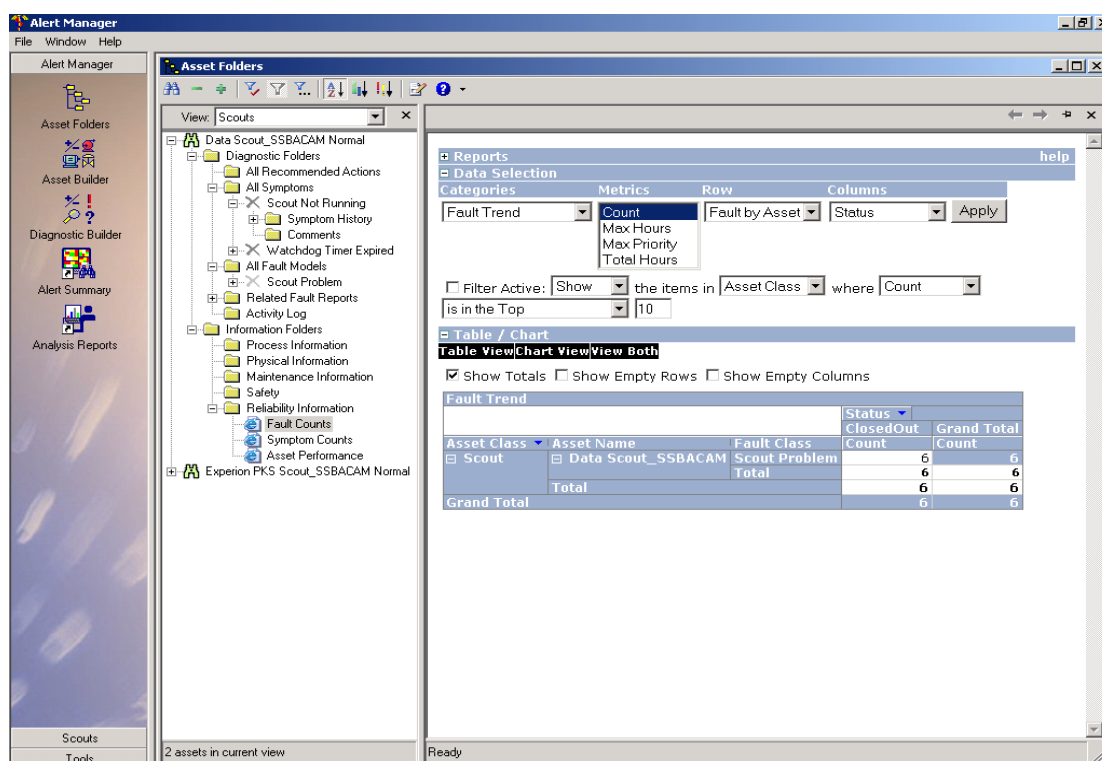 Alert Manager
File Window Help
Alert Manager
Asset Folders
Asset Builder
Diagnostic Builder
Alert Summary
Analysis Reports
Scouts
Tools
Asset Folders
View: Scouts
Data Scout_SSBACAM Normal
Diagnostic Folders
All Recommended Actions
All Symptoms
Scout Not Running
Symptom History
Comments
Watchdog Timer Expired
All Fault Models
Scout Problem
Related Fault Reports
Activity Log
Information Folders
Process Information
Physical Information
Maintenance Information
Safety
Reliability Information
Fault Counts
Symptom Counts
Asset Performance
Experion PKS Scout_SSBACAM Normal
2 assets in current view
Reports help
Data Selection
Categories Metrics Row Columns
Fault Trend Count Fault by Asset Status Apply
Max Hours
Max Priority
Total Hours
Filter Active: Show the items in Asset Class where Count
is in the Top 10
Table / Chart
Table View Chart View View Both
Show Totals Show Empty Rows Show Empty Columns
Fault Trend
Status
ClosedOut Grand Total
Asset Class Asset Name Fault Class Count Count
Scout Data Scout_SSBACAM Scout Problem 6 6
Total 6 6
Total 6 6
Grand Total 6 6
Ready